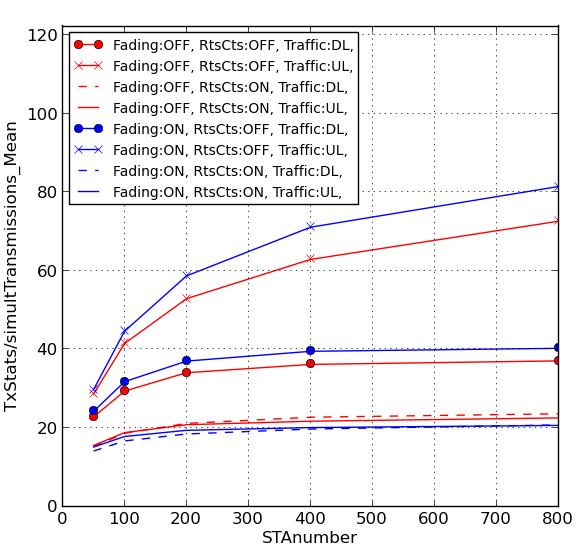 120
100
80
60
40
20
0
TxStats/simultTransmissions_Mean
Fading:OFF, RtsCts:OFF, Traffic:DL,
Fading:OFF, RtsCts:OFF, Traffic:UL,
Fading:OFF, RtsCts:ON, Traffic:DL,
Fading:OFF, RtsCts:ON, Traffic:UL,
Fading:ON, RtsCts:OFF, Traffic:DL,
Fading:ON, RtsCts:OFF, Traffic:UL,
Fading:ON, RtsCts:ON, Traffic:DL,
Fading:ON, RtsCts:ON, Traffic:UL,
0 100 200 300 400 500 600 700 800
STAnumber